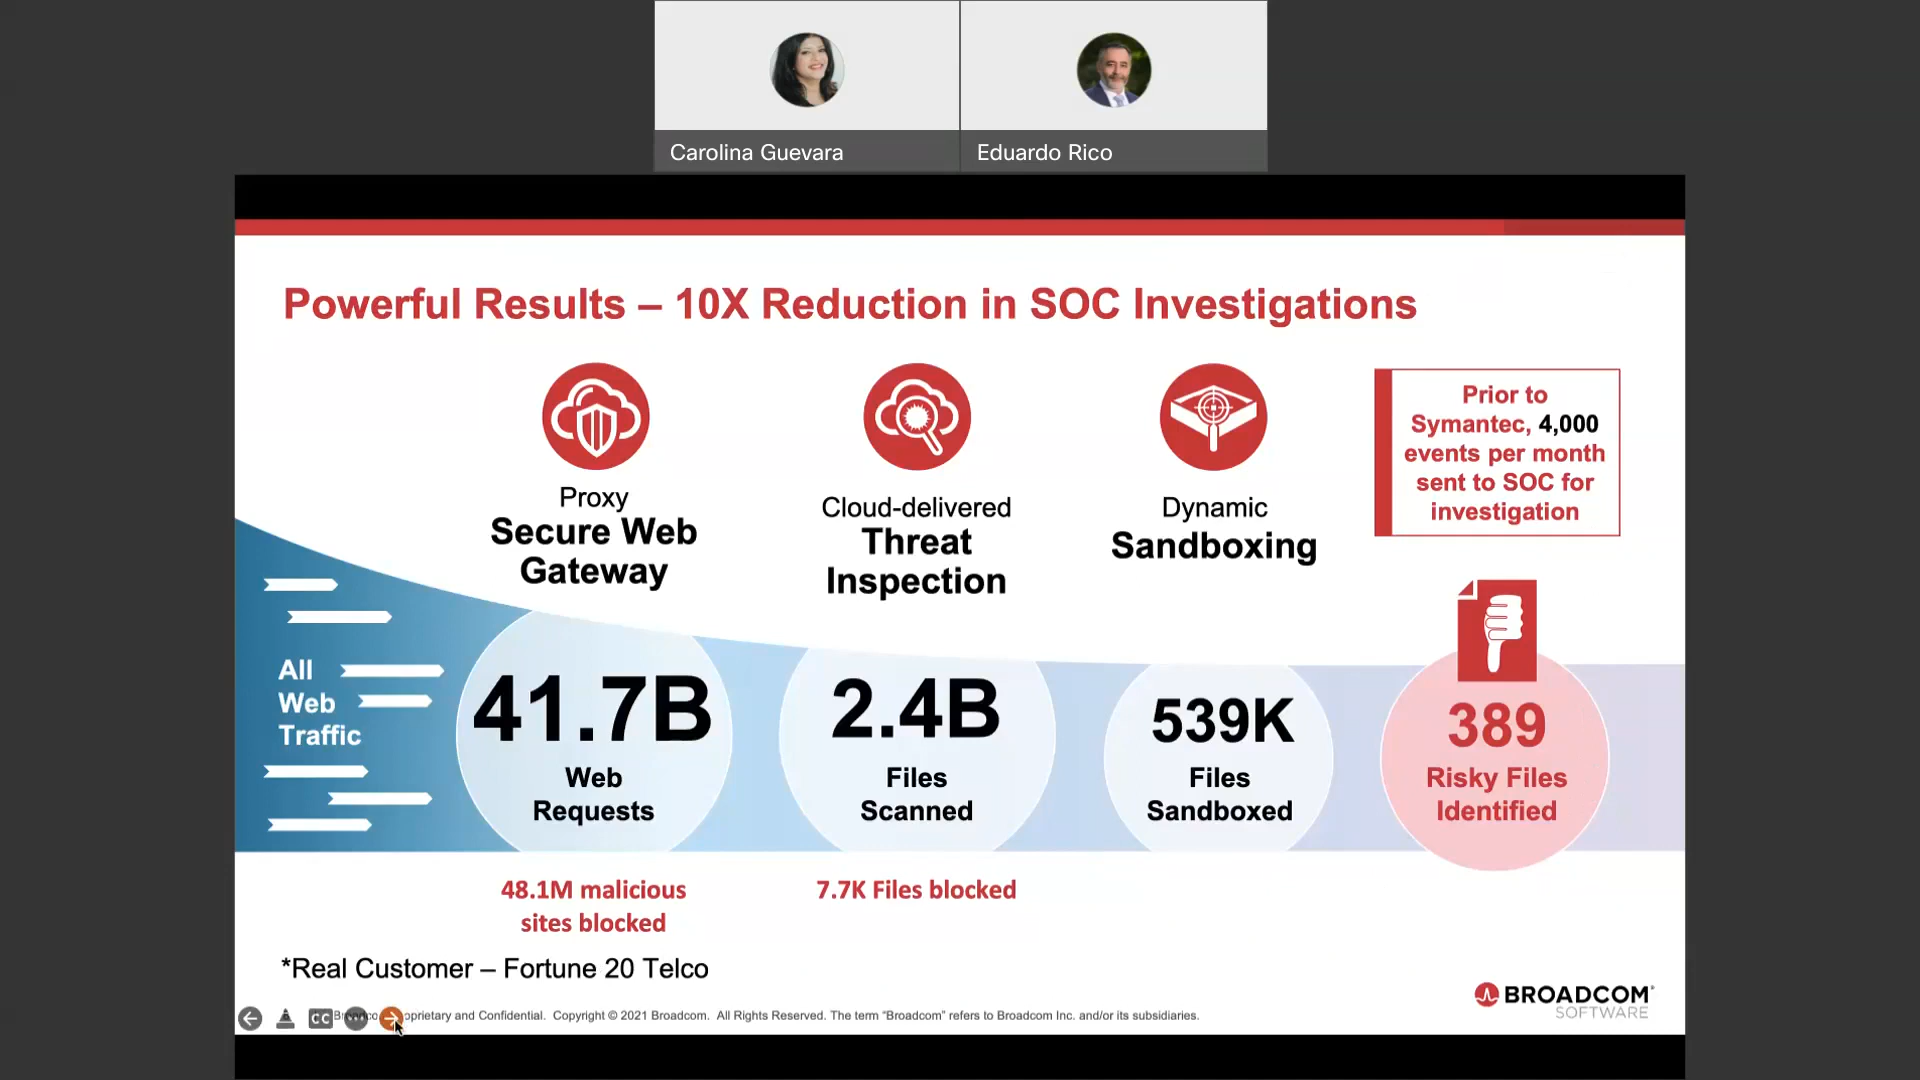 Carolina Guevara
Eduardo Rico
Powerful Results – 10X Reduction in SOC Investigations
Proxy
Secure Web
Gateway
Cloud-delivered
Threat
Inspection
Dynamic
Sandboxing
Prior to
Symantec, 4,000
events per month
sent to SOC for
investigation
All
Web
Traffic
41.7B
Web
Requests
2.4B
Files
Scanned
539K
Files
Sandboxed
389
Risky Files
Identified
48.1M malicious
sites blocked
7.7K Files blocked
*Real Customer – Fortune 20 Telco
BROADCOM
SOFTWARE
CC
and Confidential. Copyright © 2021 Broadcom. All Rights Reserved. The term “Broadcom” refers to Broadcom Inc. and/or its subsidiaries.